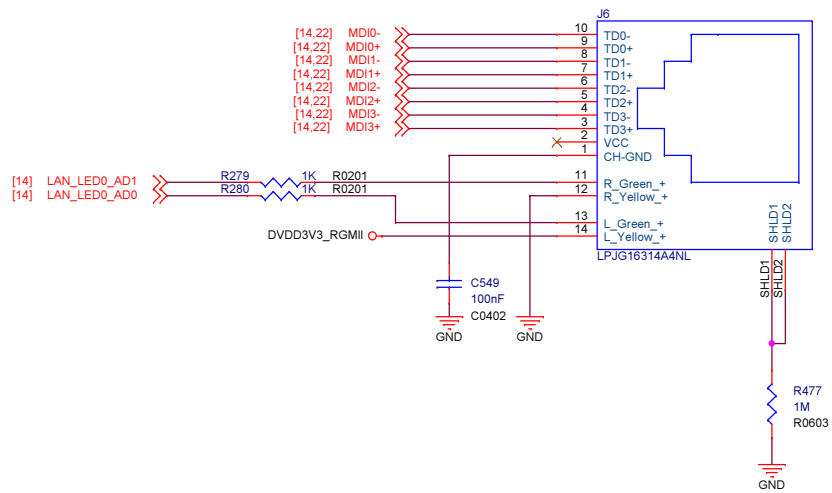 J6
[14,22] MDI0- 10 TD0-
[14,22] MDI0+ 9 TD0+
[14,22] MDI1- 8 TD1-
[14,22] MDI1+ 7 TD1+
[14,22] MDI2- 6 TD2-
[14,22] MDI2+ 5 TD2+
[14,22] MDI3- 4 TD3-
[14,22] MDI3+ 3 TD3+
2 VCC
1 CH-GND
[14] LAN_LED0_AD1 R279 1K R0201 11 R_Green_+
[14] LAN_LED0_AD0 R280 1K R0201 12 R_Yellow_+
13 L_Green_+
DVDD3V3_RGMII 14 L_Yellow_+
SHLD1
SHLD2
LPJG16314A4NL
SHLD1
SHLD2
C549
100nF
C0402
GND
GND
R477
1M
R0603
GND